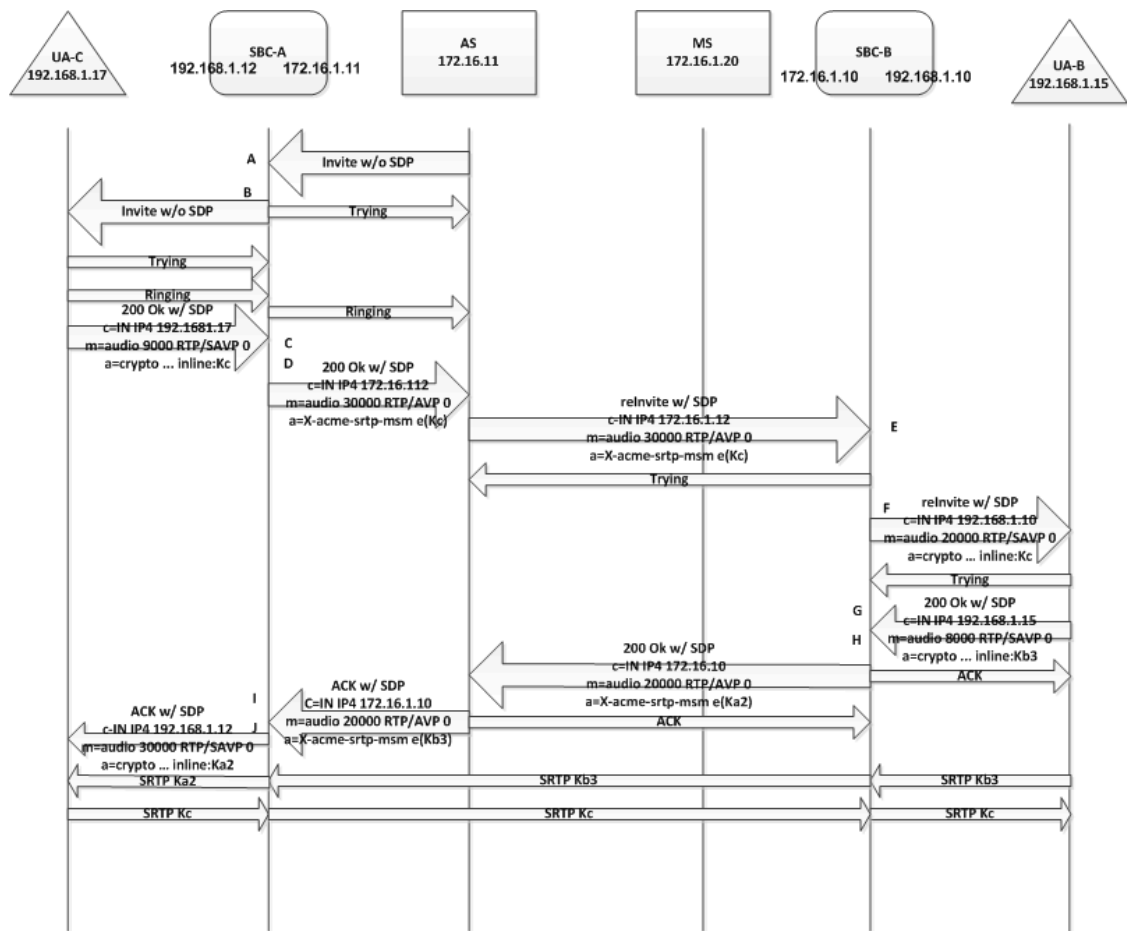 UA-C
192.168.1.17
SBC-A
192.168.1.12 172.16.1.11
AS
172.16.11
MS
172.16.1.20
SBC-B
172.16.1.10 192.168.1.10
UA-B
192.168.1.15
A
Invite w/o SDP
B
Invite w/o SDP
Trying
Trying
Ringing
Ringing
200 Ok w/ SDP
c=IN IP4 192.1681.17
m=audio 9000 RTP/SAVP 0
a=crypto ... inline:Kc
C
D
200 Ok w/ SDP
c=IN IP4 172.16.112
m=audio 30000 RTP/AVP 0
a=X-acme-srtp-msm e(Kc)
reInvite w/ SDP
c-IN IP4 172.16.1.12
m=audio 30000 RTP/AVP 0
a=X-acme-srtp-msm e(Kc)
E
Trying
F
reInvite w/ SDP
c=IN IP4 192.168.1.10
m=audio 20000 RTP/SAVP 0
a=crypto ... inline:Kc
Trying
G
H
200 Ok w/ SDP
c=IN IP4 192.168.1.15
m=audio 8000 RTP/SAVP 0
a=crypto ... inline:Kb3
200 Ok w/ SDP
c=IN IP4 172.16.10
m=audio 20000 RTP/AVP 0
a=X-acme-srtp-msm e(Ka2)
ACK
I
J
ACK w/ SDP
C=IN IP4 172.16.1.10
m=audio 20000 RTP/AVP 0
a=X-acme-srtp-msm e(Kb3)
ACK
ACK w/ SDP
c-IN IP4 192.168.1.12
m=audio 30000 RTP/SAVP 0
a=crypto ... inline:Ka2
SRTP Ka2
SRTP Kb3
SRTP Kb3
SRTP Kc
SRTP Kc
SRTP Kc